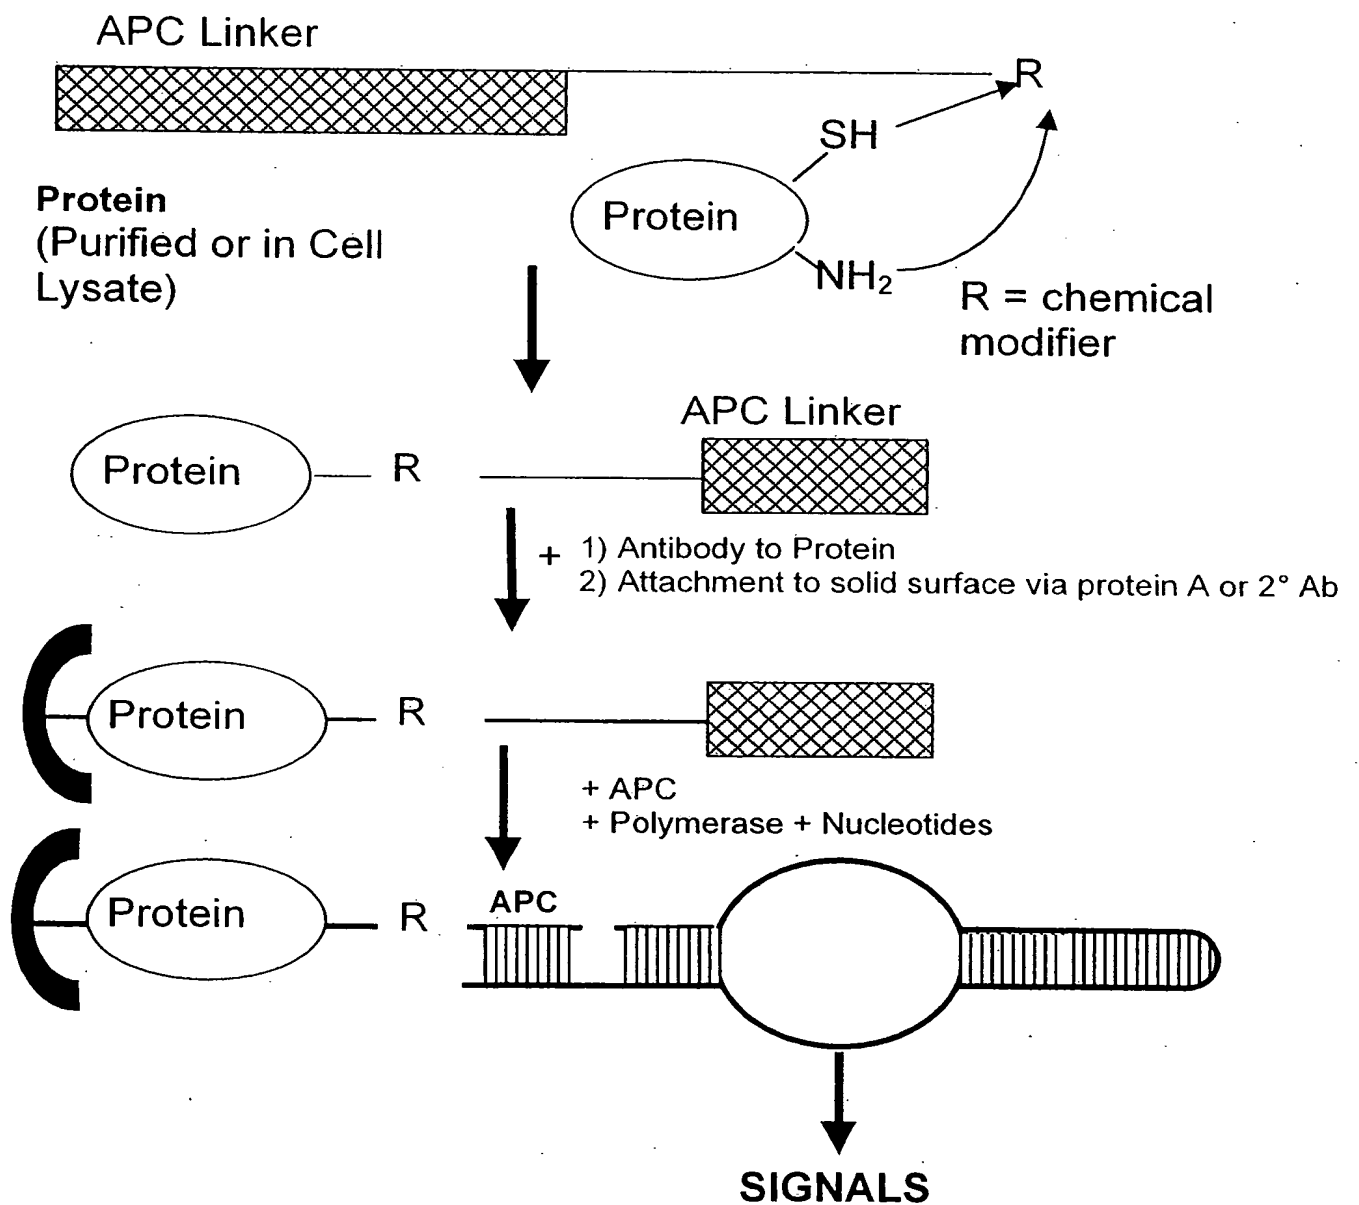 APC Linker
R
SH
Protein
(Purified or in Cell
Lysate)
Protein
NH₂
R = chemical
modifier
APC Linker
Protein
R
+ 1) Antibody to Protein
2) Attachment to solid surface via protein A or 2° Ab
Protein
R
+ APC
+ Polymerase + Nucleotides
APC
Protein
R
SIGNALS